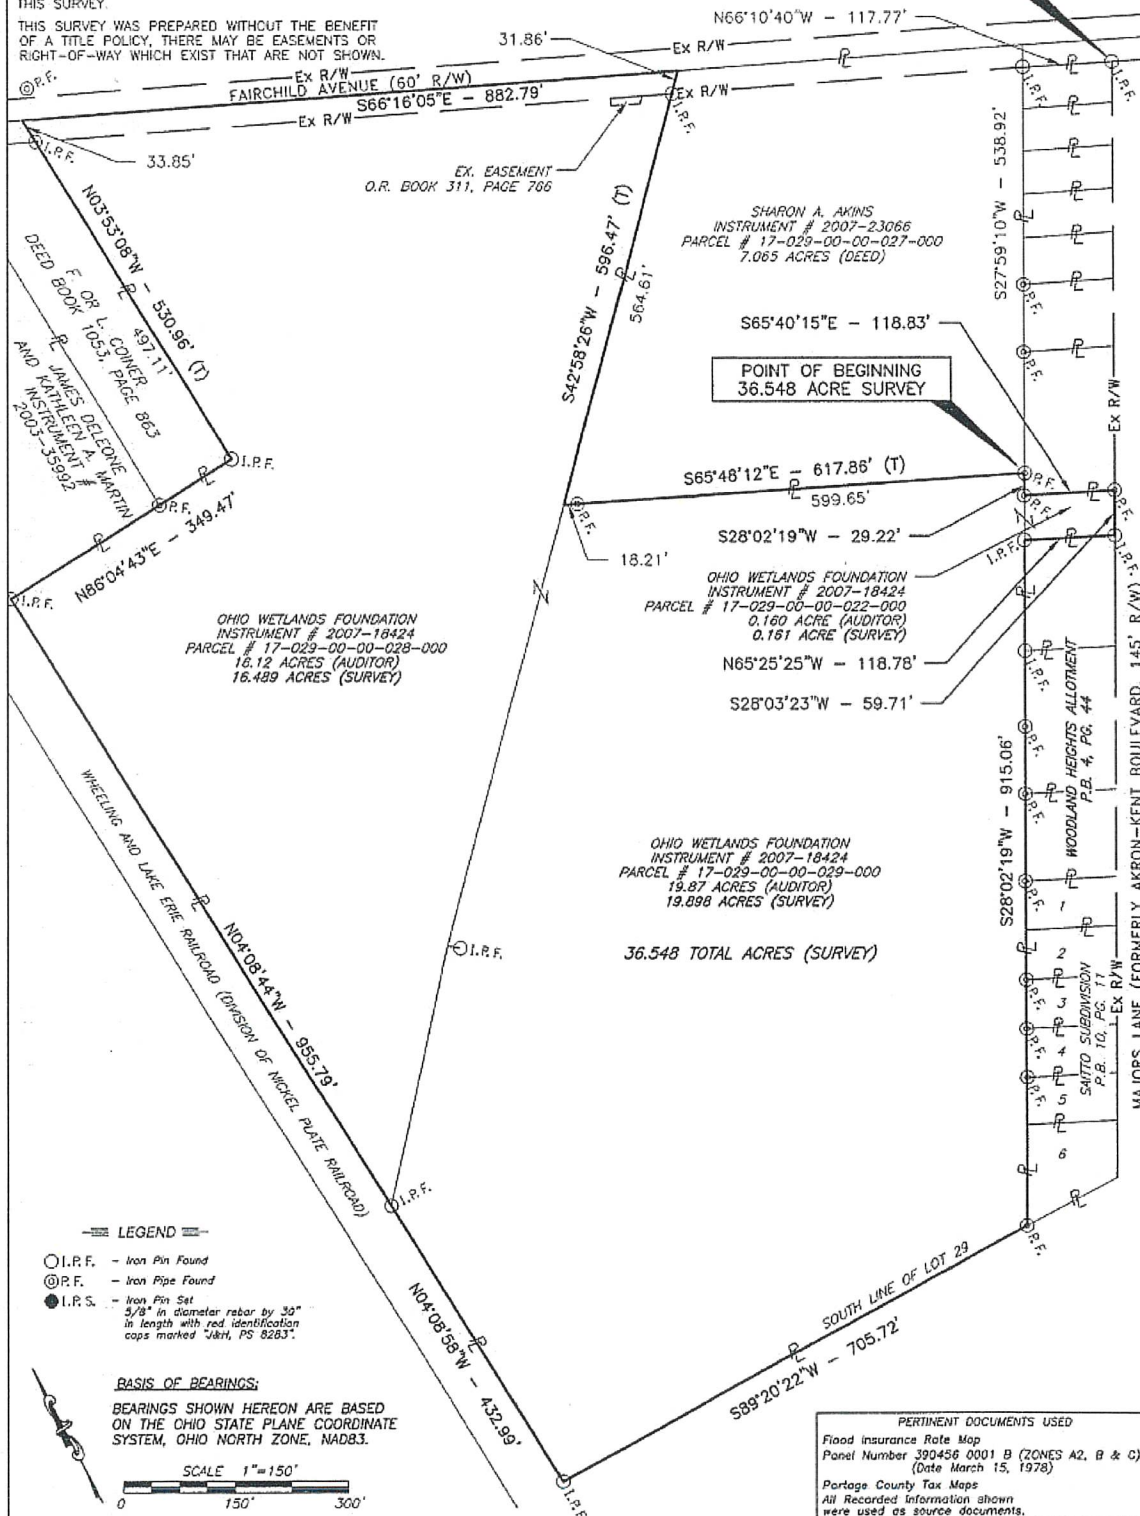 THIS SURVEY.
THIS SURVEY WAS PREPARED WITHOUT THE BENEFIT
OF A TITLE POLICY, THERE MAY BE EASEMENTS OR
RIGHT-OF-WAY WHICH EXIST THAT ARE NOT SHOWN.
N66°10'40"W - 117.77'
31.86'
Ex R/W
P.F.
Ex R/W
FAIRCHILD AVENUE (60' R/W)
S66°16'05"E - 882.79'
Ex R/W
Ex R/W
I.P.F.
P.F.
I.P.F.
I.P.F.
33.85'
EX. EASEMENT
O.R. BOOK 311, PAGE 766
N03°53'08"W - 530.96' (T)
497.11'
F. OR L. COINER
DEED BOOK 1053, PAGE 863
JAMES DELEONE
AND KATHLEEN A. MARTIN
INSTRUMENT #
2003-35992
S42°58'26"W - 596.47' (T)
564.61'
SHARON A. AKINS
INSTRUMENT # 2007-23066
PARCEL # 17-029-00-00-027-000
7.065 ACRES (DEED)
S27°59'10"W - 538.92'
P.F.
P.F.
S65°40'15"E - 118.83'
POINT OF BEGINNING
36.548 ACRE SURVEY
Ex R/W
I.P.F.
P.F.
N86°04'43"E - 349.47'
I.P.F.
S65°48'12"E - 617.86' (T)
599.65'
P.F.
P.F.
P.F.
P.F.
18.21'
S28°02'19"W - 29.22'
I.P.F.
I.P.F.
OHIO WETLANDS FOUNDATION
INSTRUMENT # 2007-18424
PARCEL # 17-029-00-00-022-000
0.160 ACRE (AUDITOR)
0.161 ACRE (SURVEY)
N65°25'25"W - 118.78'
S28°03'23"W - 59.71'
OHIO WETLANDS FOUNDATION
INSTRUMENT # 2007-18424
PARCEL # 17-029-00-00-028-000
16.12 ACRES (AUDITOR)
16.489 ACRES (SURVEY)
I.P.F.
P.F.
P.F.
P.F.
WOODLAND HEIGHTS ALLOTMENT
P.B. 4, PG. 44
MAJORS LANE (FORMERLY AKRON-KENT BOULEVARD, 145' R/W)
S28°02'19"W - 915.06'
WHEELING AND LAKE ERIE RAILROAD (DIVISION OF NICKEL PLATE RAILROAD)
N04°08'44"W - 955.79'
OHIO WETLANDS FOUNDATION
INSTRUMENT # 2007-18424
PARCEL # 17-029-00-00-029-000
19.87 ACRES (AUDITOR)
19.898 ACRES (SURVEY)
36.548 TOTAL ACRES (SURVEY)
I.P.F.
1
2
3
4
5
6
P.F.
P.F.
P.F.
SAITTO SUBDIVISION
P.B. 10, PG. 11
Ex R/W
I.P.F.
P.F.
N04°08'58"W - 432.99'
SOUTH LINE OF LOT 29
S89°20'22"W - 705.72'
I.P.F.
LEGEND
I.P.F. - Iron Pin Found
P.F. - Iron Pipe Found
I.P.S. - Iron Pin Set
5/8" in diameter rebar by 30"
in length with red identification
caps marked "J&H, PS 8283".
BASIS OF BEARINGS:
BEARINGS SHOWN HEREON ARE BASED
ON THE OHIO STATE PLANE COORDINATE
SYSTEM, OHIO NORTH ZONE, NAD83.
SCALE 1"=150'
0 150' 300'
PERTINENT DOCUMENTS USED
Flood Insurance Rate Map
Panel Number 390456 0001 B (ZONES A2, B & C)
(Date March 15, 1978)
Portage County Tax Maps
All Recorded Information shown
were used as source documents.